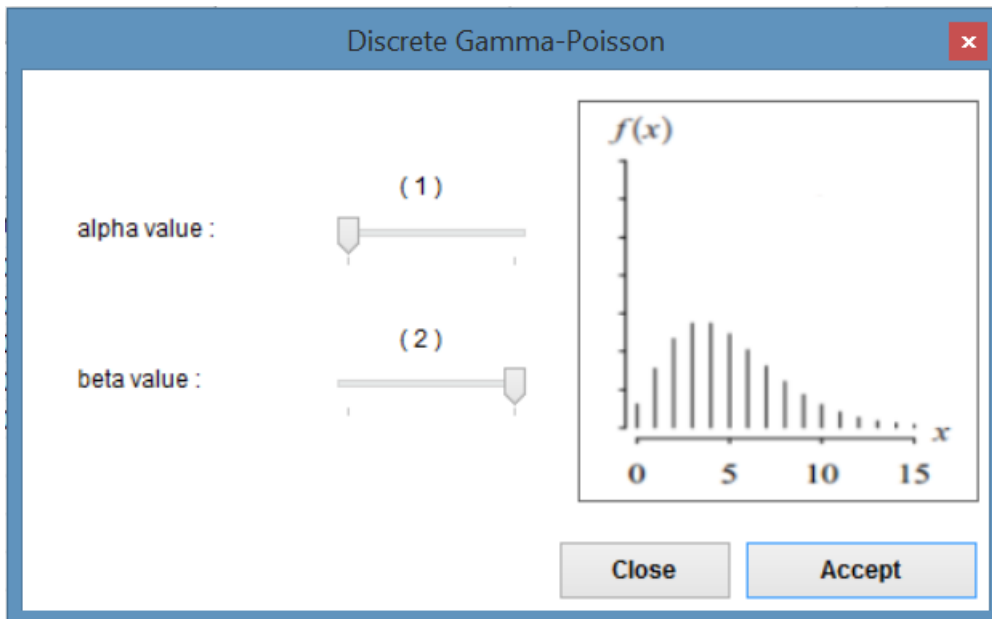 Discrete Gamma-Poisson
x
alpha value :
( 1 )
beta value :
( 2 )
f(x)
x
0 5 10 15
Close Accept